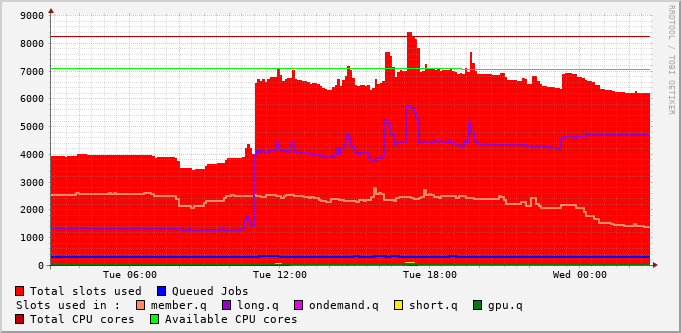 9000
8000
7000
6000
5000
4000
3000
2000
1000
0
Tue 06:00 Tue 12:00 Tue 18:00 Wed 00:00
Total slots used Queued Jobs
Slots used in : member.q long.q ondemand.q short.q gpu.q
Total CPU cores Available CPU cores
RRDTOOL / TOBI OETIKER